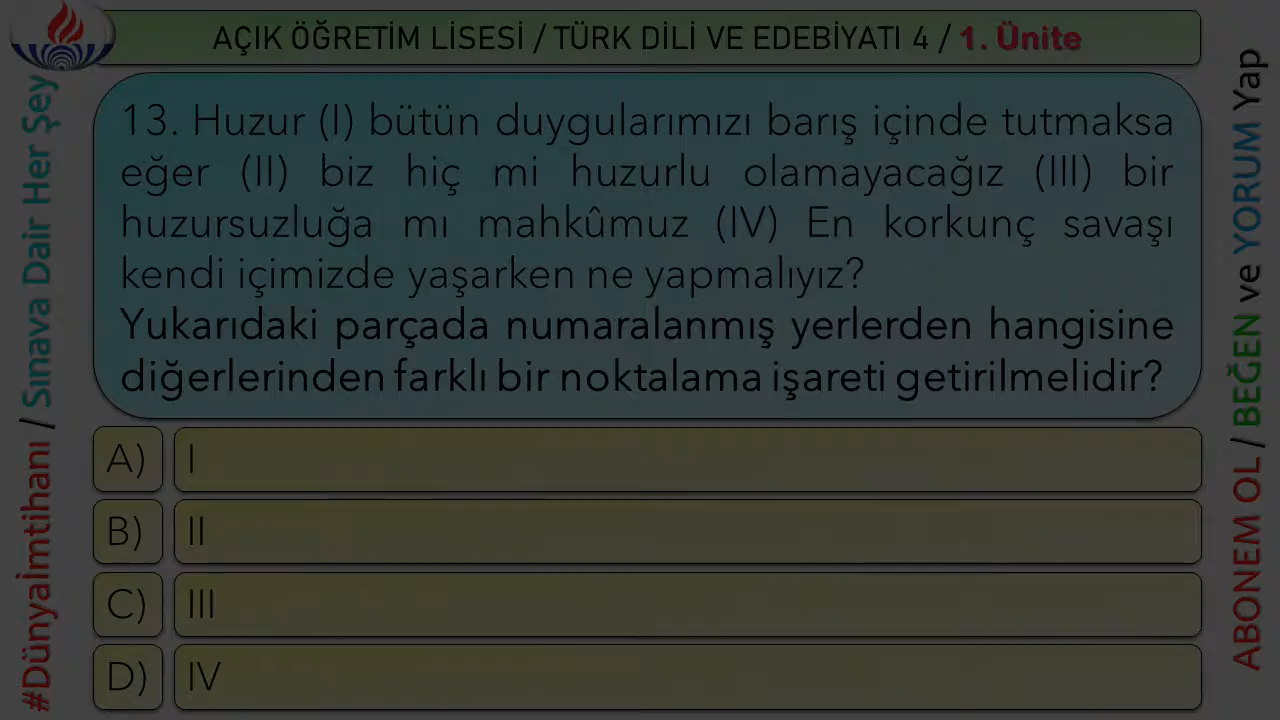 AÇIK ÖĞRETİM LİSESİ / TÜRK DİLİ VE EDEBİYATI 4 / 1. Ünite
#Dünyaimtihanı / Sınava Dair Her Şey
13. Huzur (I) bütün duygularımızı barış içinde tutmaksa
eğer (II) biz hiç mi huzurlu olamayacağız (III) bir
huzursuzluğa mı mahkûmuz (IV) En korkunç savaşı
kendi içimizde yaşarken ne yapmalıyız?
Yukarıdaki parçada numaralanmış yerlerden hangisine
diğerlerinden farklı bir noktalama işareti getirilmelidir?
A) I
B) II
C) III
D) IV
ABONEM OL / BEĞEN ve YORUM Yap